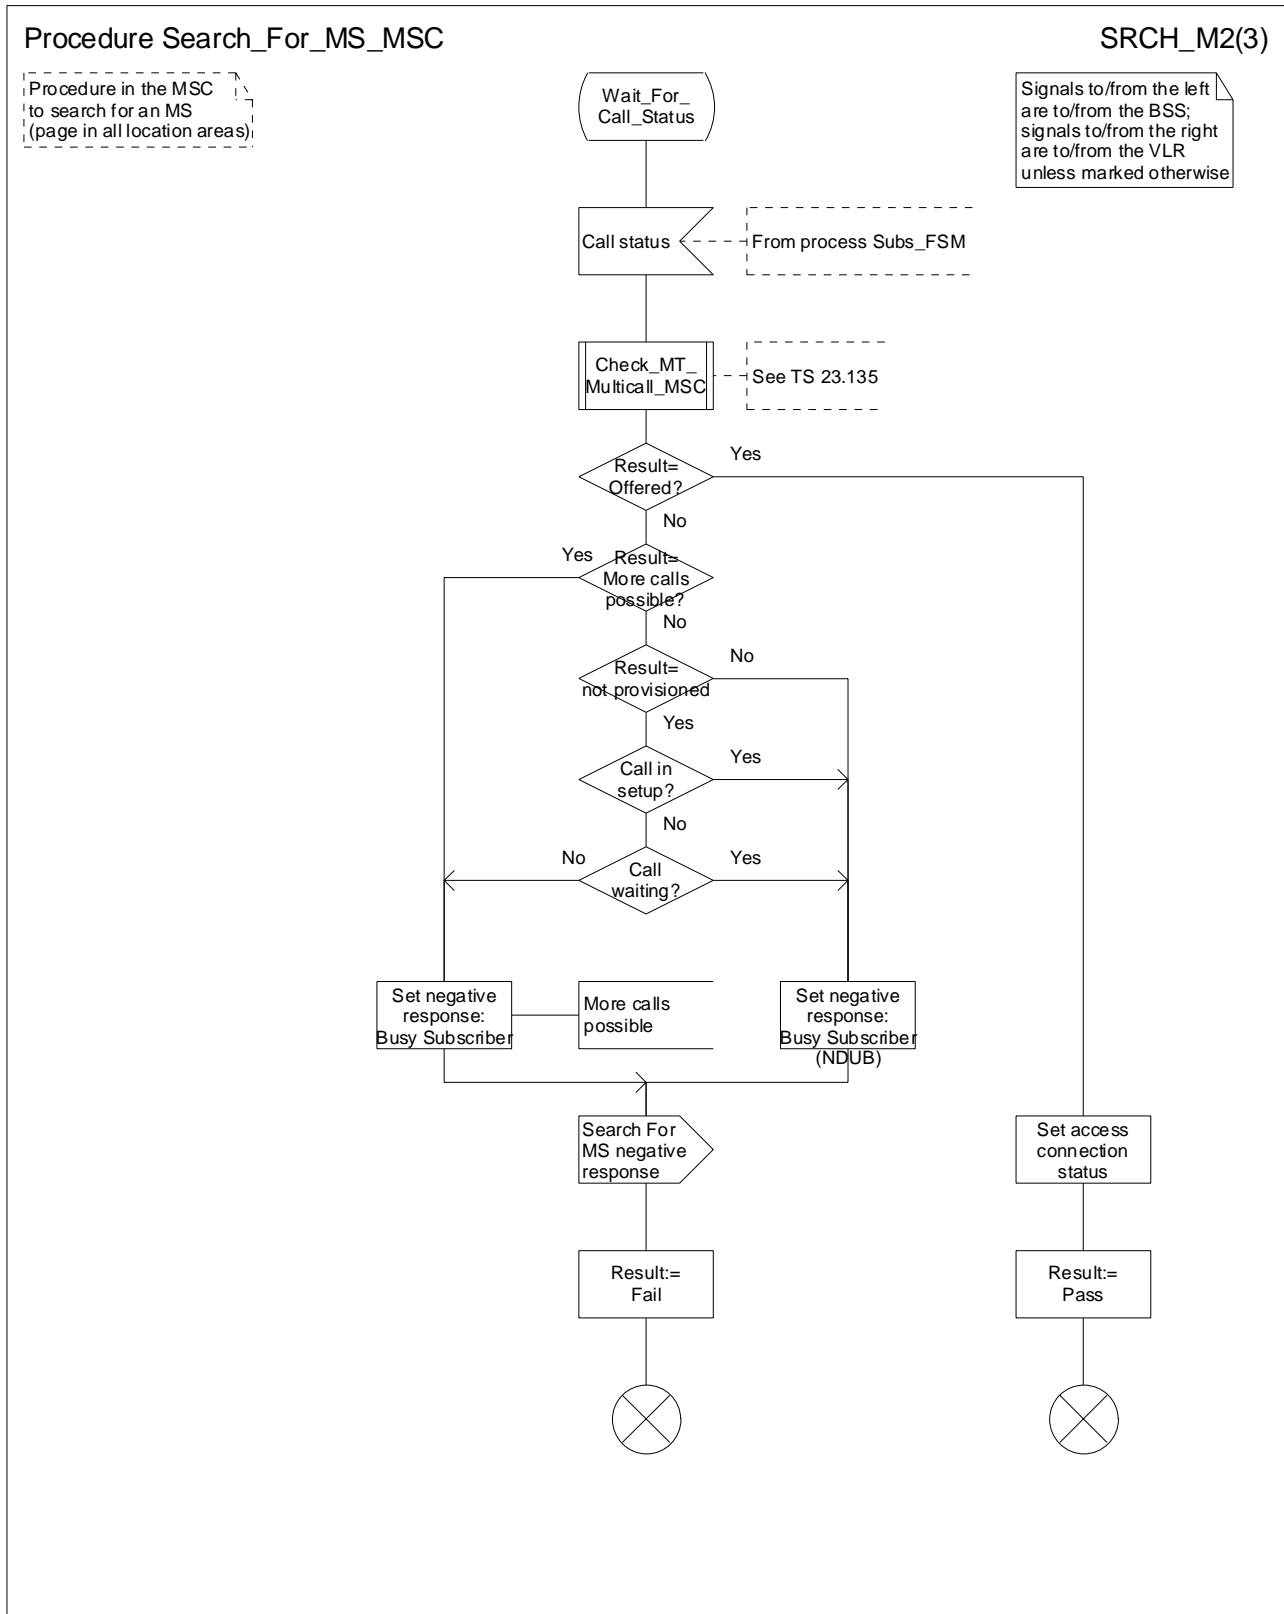 Procedure Search_For_MS_MSC
SRCH_M2(3)
Procedure in the MSC
to search for an MS
(page in all location areas)
Wait_For_
Call_Status
Signals to/from the left
are to/from the BSS;
signals to/from the right
are to/from the VLR
unless marked otherwise
Call status
From process Subs_FSM
Check_MT_
Multicall_MSC
See TS 23.135
Result=
Offered?
Yes
No
Result=
More calls
possible?
Yes
No
Result=
not provisioned
No
Yes
Call in
setup?
Yes
No
Call
waiting?
No
Yes
Set negative
response:
Busy Subscriber
More calls
possible
Set negative
response:
Busy Subscriber
(NDUB)
Search For
MS negative
response
Set access
connection
status
Result:=
Fail
Result:=
Pass